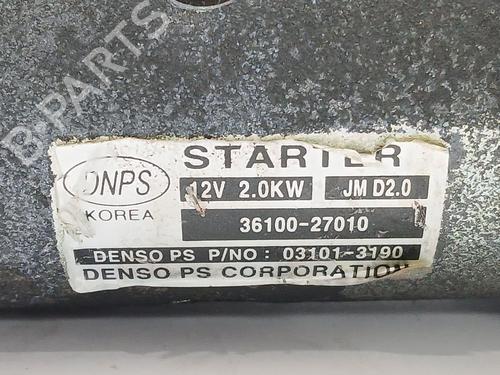 B-PARTS
STARTER
DNPS
KOREA
12V 2.0KW JM D2.0
36100-27010
DENSO PS P/NO : 03101-3190
DENSO PS CORPORATION